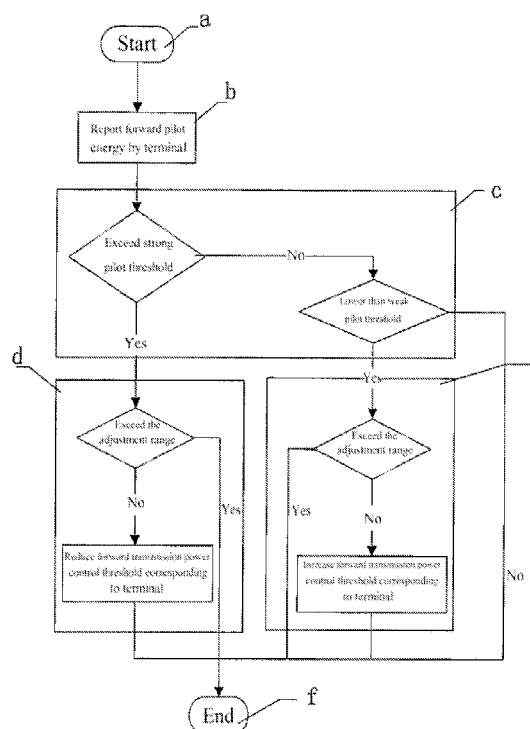 a
Start
b
Report forward pilot
energy by terminal
c
Exceed strong
pilot threshold
No
Lower than weak
pilot threshold
Yes
d
Yes
Exceed the
adjustment range
Exceed the
adjustment range
No
Yes
Yes
No
No
Reduce forward transmission power
control threshold corresponding
to terminal
Increase forward transmission power
control threshold corresponding
to terminal
f
End